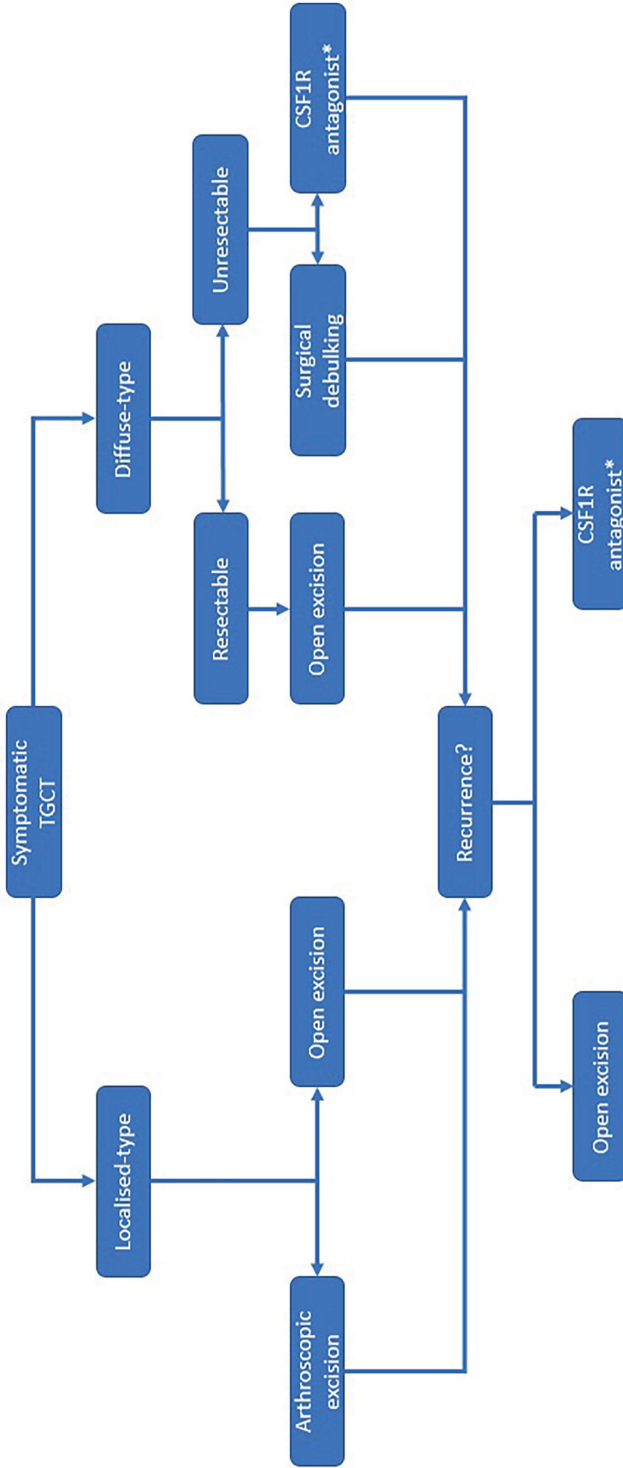 Symptomatic
TGCT
Localised-type
Diffuse-type
Resectable
Unresectable
Arthroscopic
excision
Open excision
Open excision
Surgical
debulking
CSF1R
antagonist*
Recurrence?
Open excision
CSF1R
antagonist*